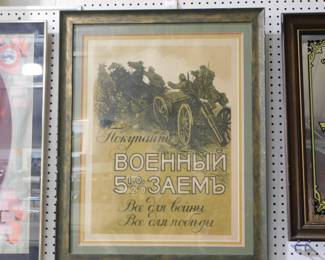 Покупайте
ВОЕННЫЙ
5½% ЗАЕМЪ
Все для войны
Все для победы